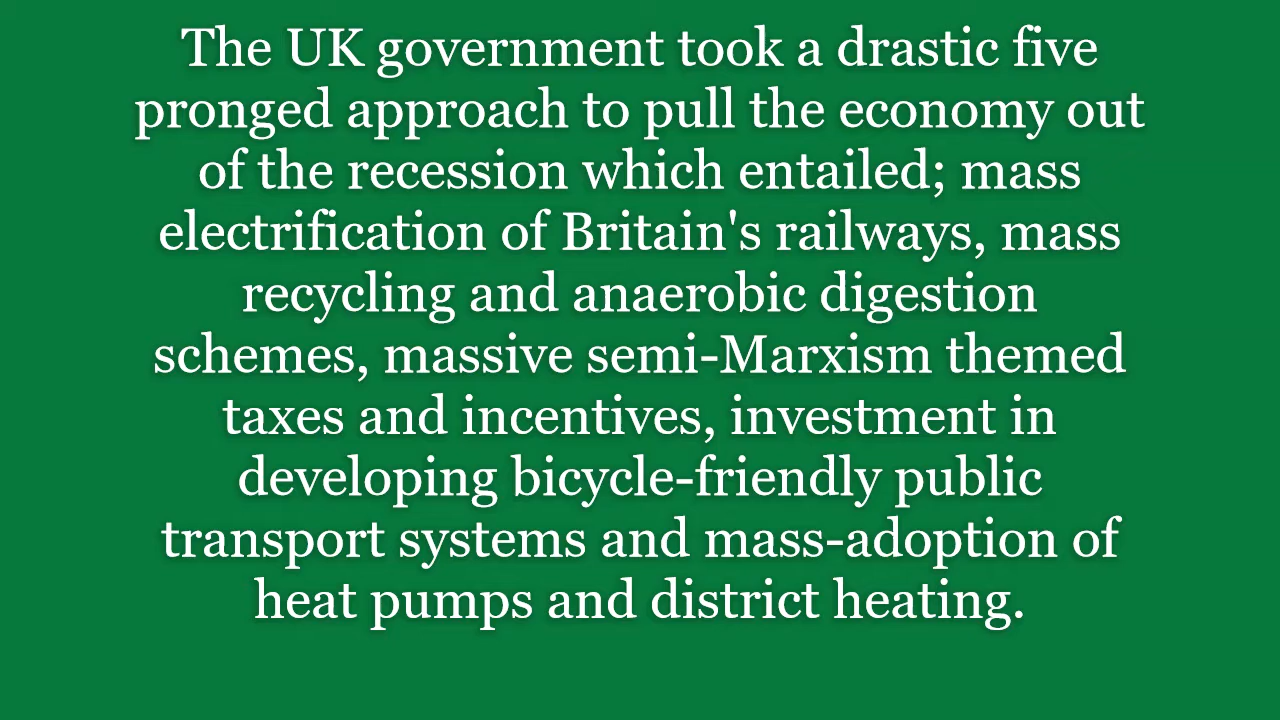 The UK government took a drastic five
pronged approach to pull the economy out
of the recession which entailed; mass
electrification of Britain's railways, mass
recycling and anaerobic digestion
schemes, massive semi-Marxism themed
taxes and incentives, investment in
developing bicycle-friendly public
transport systems and mass-adoption of
heat pumps and district heating.